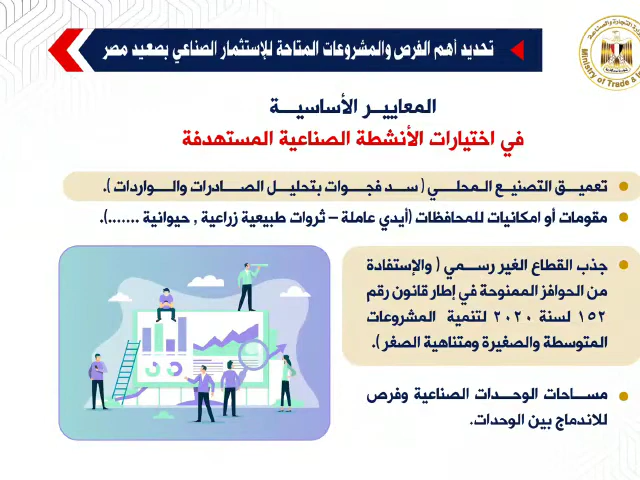 تحديد أهم الفرص والمشروعات المتاحة للإستثمار الصناعي بصعيد مصر
Ministry of Trade &
المعايير الأساسية
في اختيارات الأنشطة الصناعية المستهدفة
تعميق التصنيع المحلي ( سد فجوات بتحليل الصادرات والواردات ).
مقومات أو امكانيات للمحافظات (أيدي عاملة – ثروات طبيعية زراعية , حيوانية .......).
جذب القطاع الغير رسمي ( والإستفادة
من الحوافز الممنوحة في إطار قانون رقم
١٥٢ لسنة ٢٠٢٠ لتنمية المشروعات
المتوسطة والصغيرة ومتناهية الصغر ).
مساحات الوحدات الصناعية وفرص
للاندماج بين الوحدات.